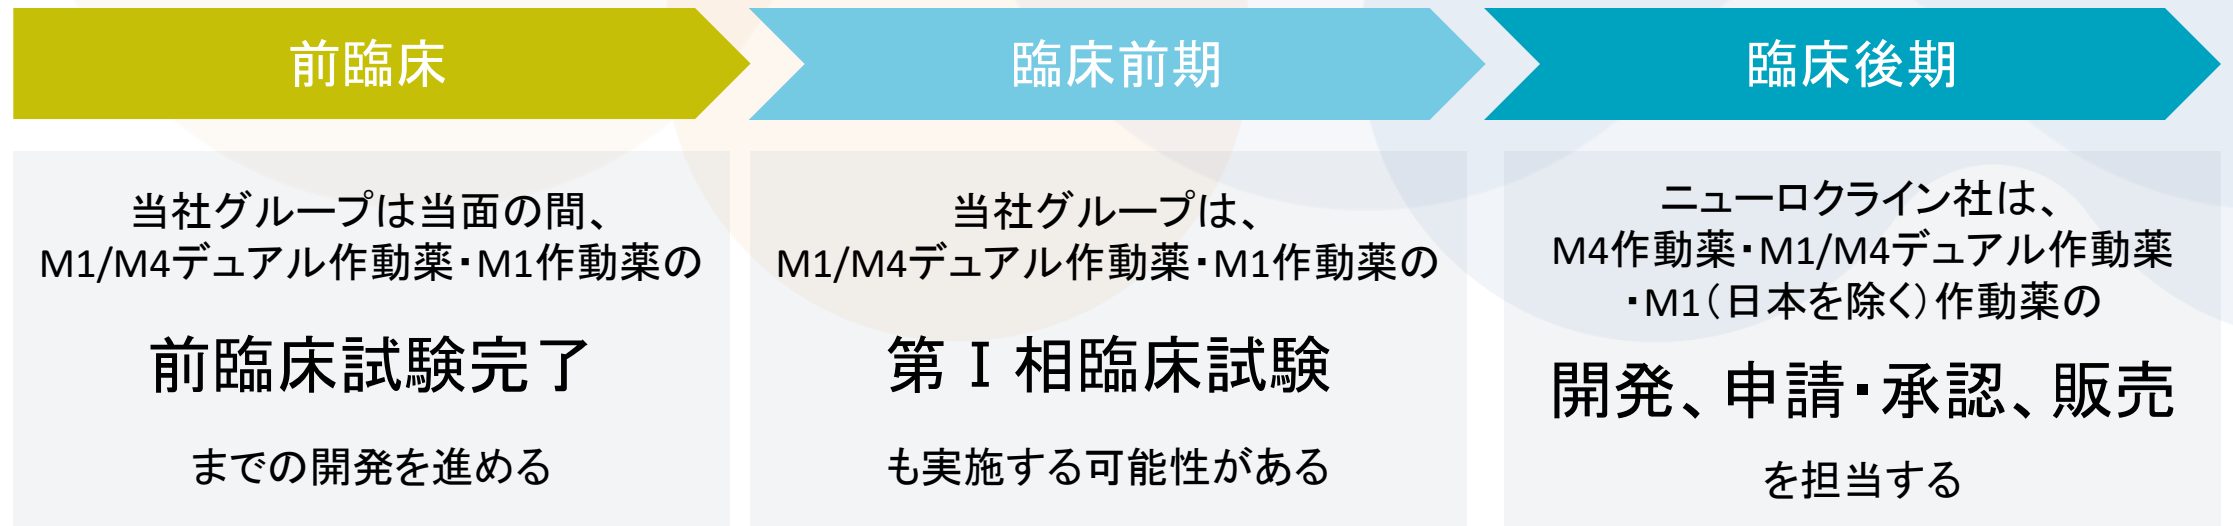 前臨床
臨床前期
臨床後期
当社グループは当面の間、
M1/M4デュアル作動薬・M1作動薬の
前臨床試験完了
までの開発を進める
当社グループは、
M1/M4デュアル作動薬・M1作動薬の
第Ⅰ相臨床試験
も実施する可能性がある
ニューロクライン社は、
M4作動薬・M1/M4デュアル作動薬
・M1（日本を除く）作動薬の
開発、申請・承認、販売
を担当する